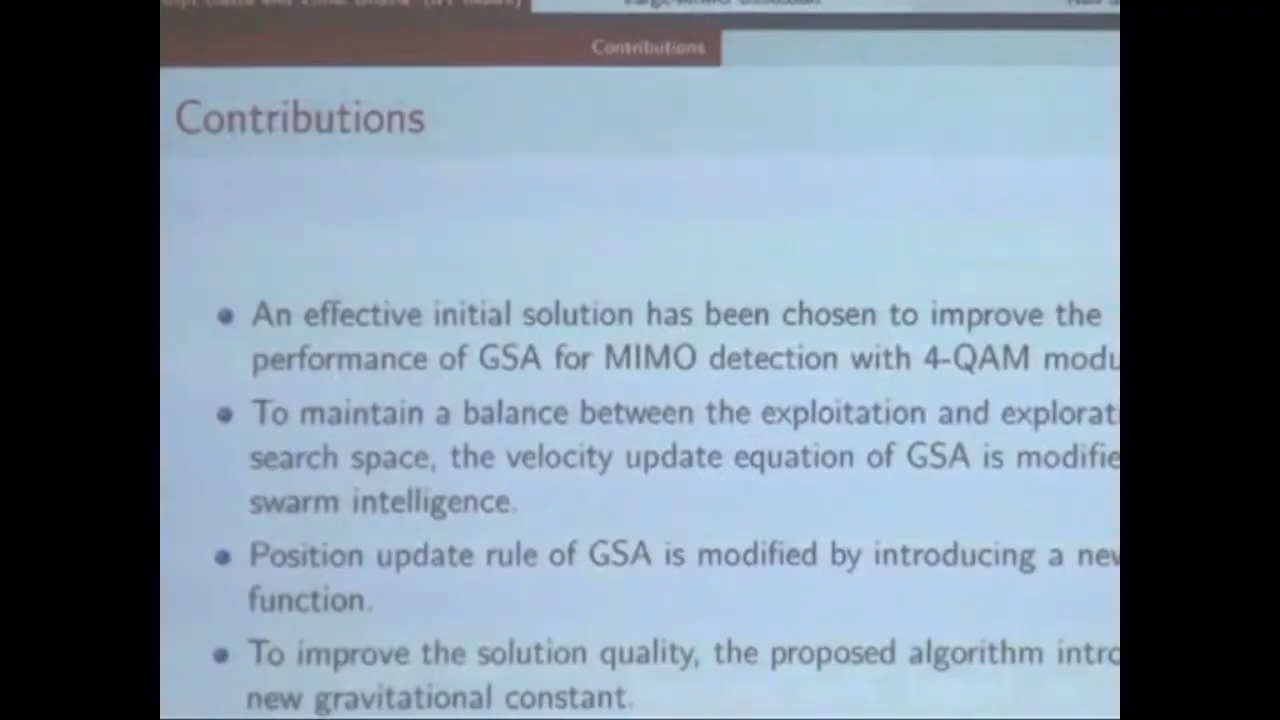 Contributions
Contributions
An effective initial solution has been chosen to improve the
performance of GSA for MIMO detection with 4-QAM modu
To maintain a balance between the exploitation and explorat
search space, the velocity update equation of GSA is modifie
swarm intelligence.
Position update rule of GSA is modified by introducing a new
function.
To improve the solution quality, the proposed algorithm intro
new gravitational constant.